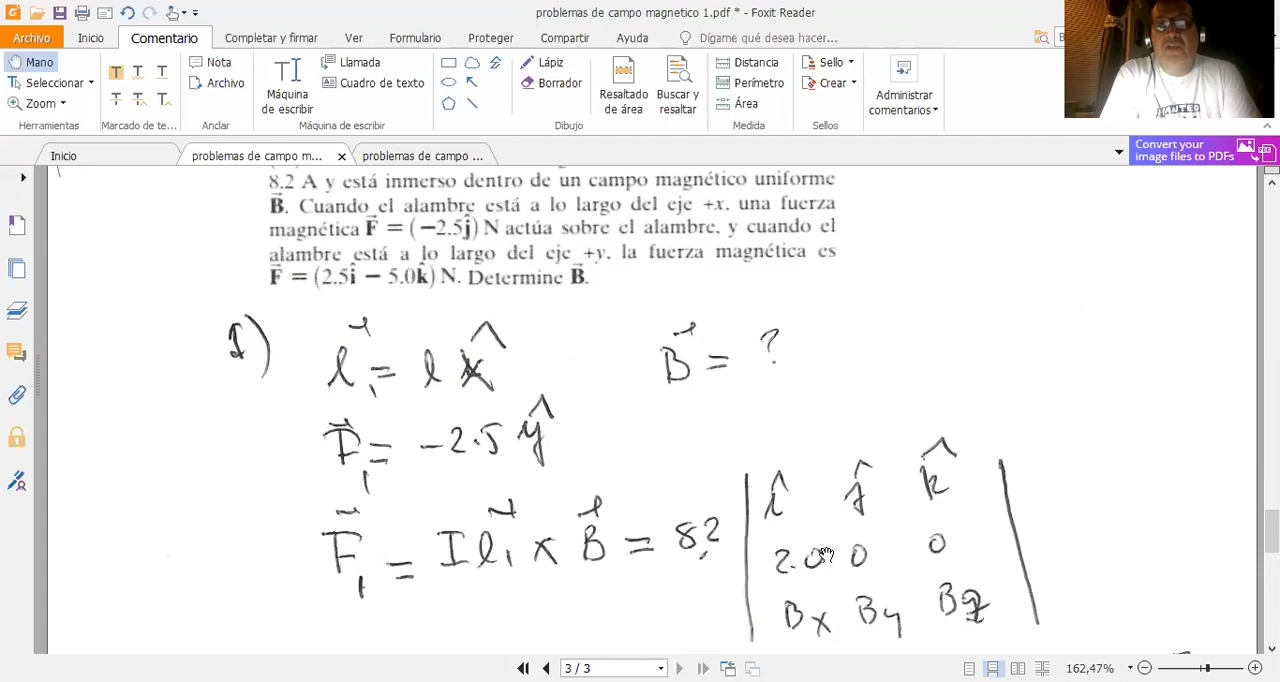 problemas de campo magnetico 1.pdf * - Foxit Reader
Archivo Inicio Comentario Completar y firmar Ver Formulario Proteger Compartir Ayuda Dígame qué desea hacer...
Mano
Seleccionar
Zoom
Herramientas
Marcado de te...
Nota
Archivo
Andar
Máquina de escribir
Llamada
Cuadro de texto
Máquina de escribir
Lápiz
Borrador
Dibujo
Resaltado de área
Buscar y resaltar
Distancia
Perímetro
Área
Medida
Sello
Crear
Sellos
Administrar comentarios
Inicio
problemas de campo m...
problemas de campo ...
Convert your
image files to PDFs
8.2 A y está inmerso dentro de un campo magnético uniforme
B⃗. Cuando el alambre está a lo largo del eje +x, una fuerza
magnética F⃗ = (−2.5ĵ) N actúa sobre el alambre, y cuando el
alambre está a lo largo del eje +y, la fuerza magnética es
F⃗ = (2.5î − 5.0k̂) N. Determine B⃗.
I) l⃗₁ = l x̂ B⃗ = ?
F⃗₁ = −2.5 ŷ
F⃗₁ = I l⃗₁ x B⃗ = 8.2
î ĵ k̂
2.0 0 0
Bx By Bz
3 / 3
162,47%